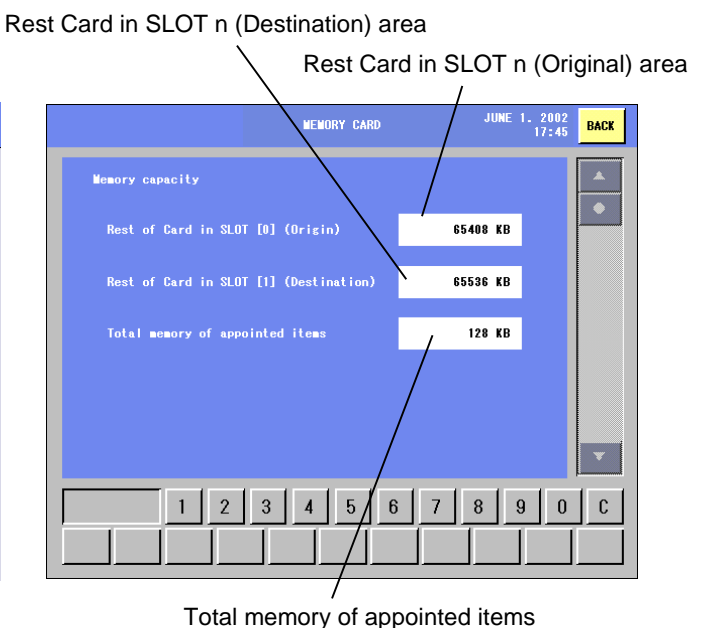 Rest Card in SLOT n (Destination) area
Rest Card in SLOT n (Original) area
MEMORY CARD
JUNE 1. 2002
17:45
BACK
Memory capacity
Rest of Card in SLOT [0] (Origin) 65408 KB
Rest of Card in SLOT [1] (Destination) 65536 KB
Total memory of appointed items 128 KB
1 2 3 4 5 6 7 8 9 0 C
Total memory of appointed items